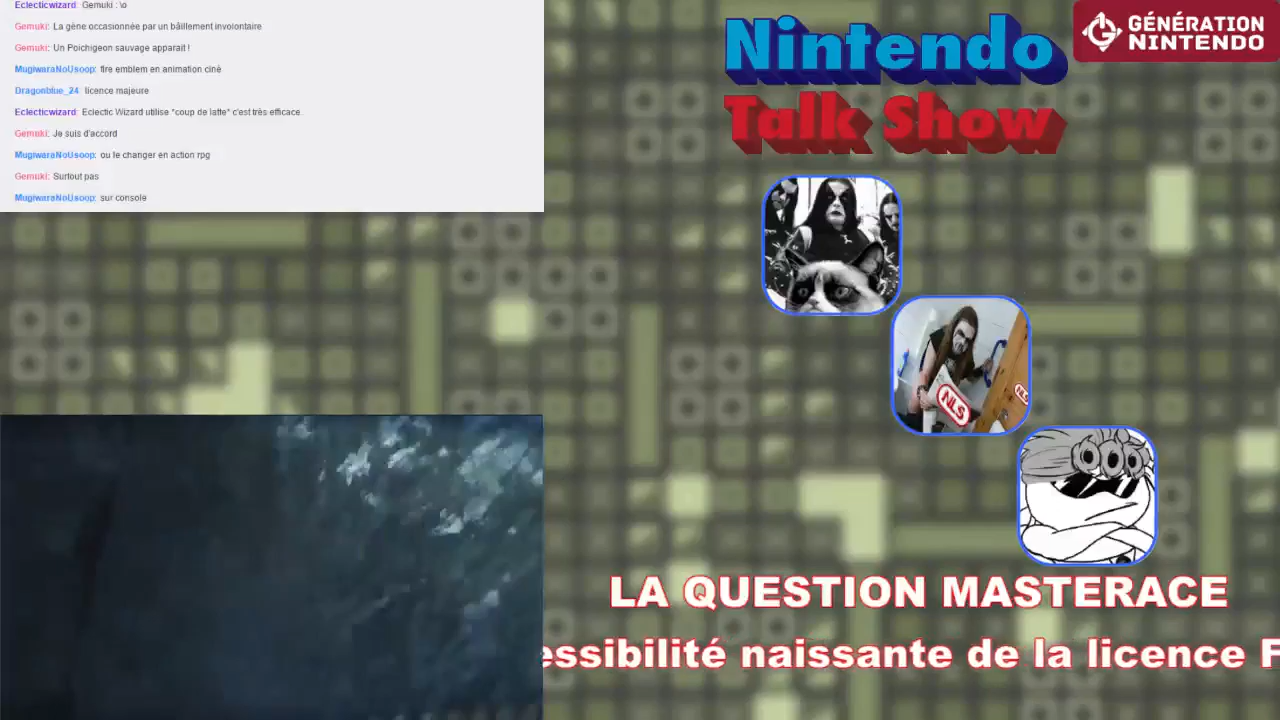 Eclecticwizard: Gemuki : \o
Gemuki: La gène occasionnée par un bâillement involontaire
Gemuki: Un Poichigeon sauvage apparait !
MugiwaraNoUsoop: fire emblem en animation ciné
Dragonblue_24: licence majeure
Eclecticwizard: Eclectic Wizard utilise *coup de latte* c'est très efficace.
Gemuki: Je suis d'accord
MugiwaraNoUsoop: ou le changer en action rpg
Gemuki: Surtout pas
MugiwaraNoUsoop: sur console
Nintendo
Talk Show
GÉNÉRATION
NINTENDO
NLS
NLS
LA QUESTION MASTERACE
essibilité naissante de la licence F